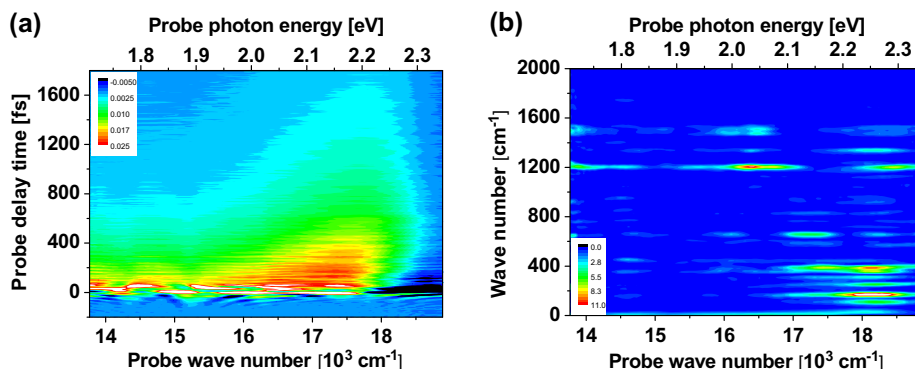 (a)
Probe photon energy [eV]
1.8 1.9 2.0 2.1 2.2 2.3
Probe delay time [fs]
1600
1200
800
400
0
-0.0050
0.0025
0.010
0.017
0.025
14 15 16 17 18
Probe wave number [10³ cm⁻¹]
(b)
Probe photon energy [eV]
1.8 1.9 2.0 2.1 2.2 2.3
Wave number [cm⁻¹]
2000
1600
1200
800
400
0
0.0
2.8
5.5
8.3
11.0
14 15 16 17 18
Probe wave number [10³ cm⁻¹]